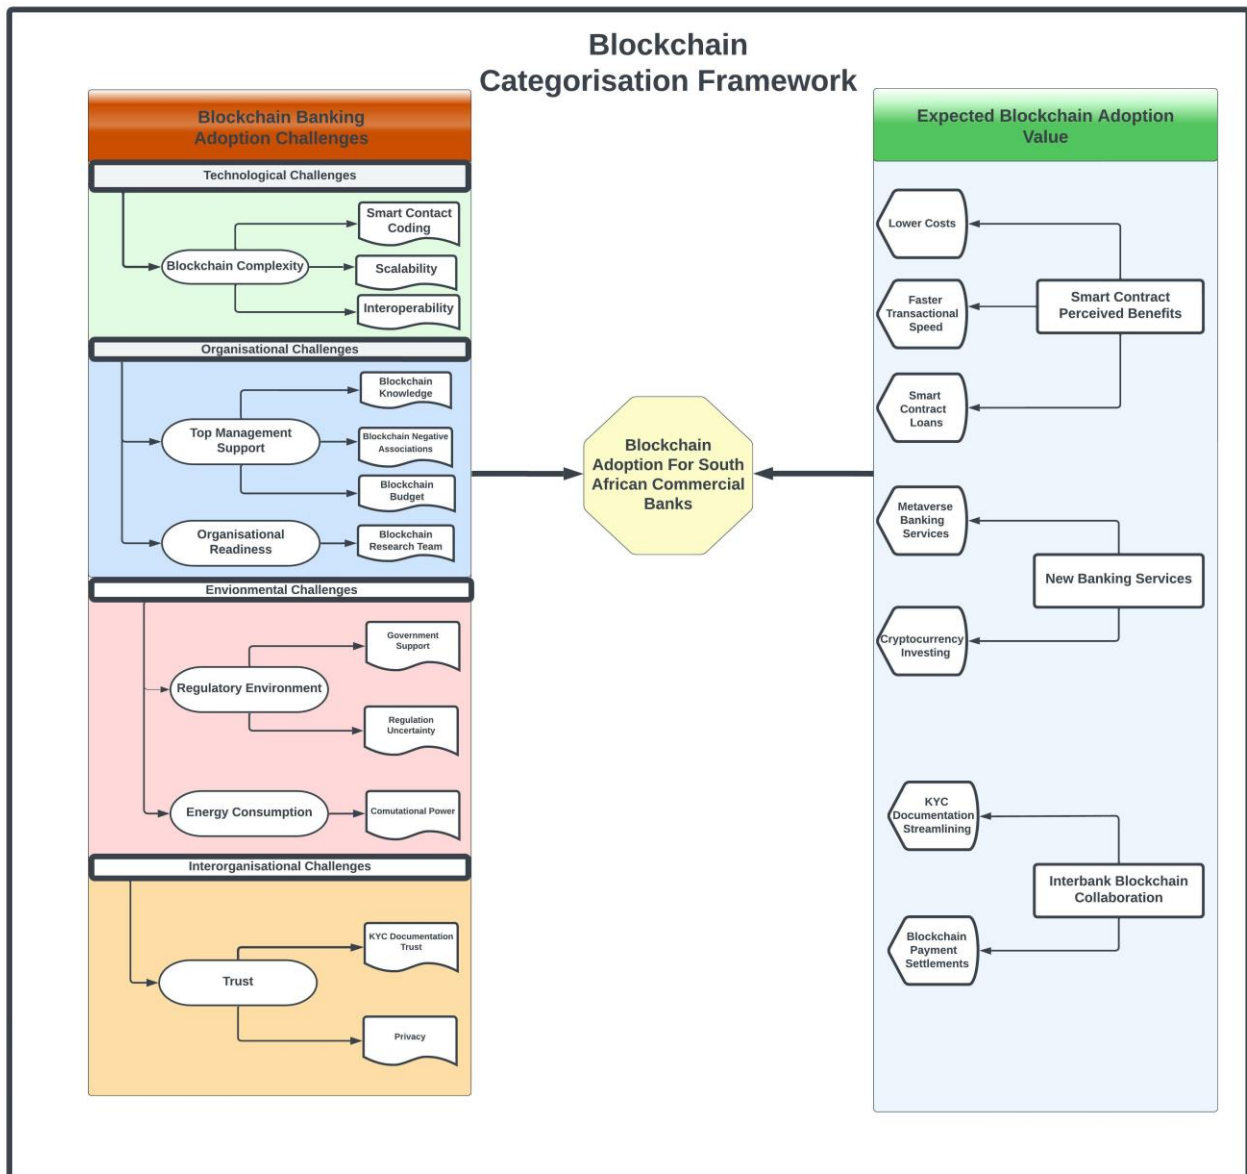 Blockchain
Categorisation Framework
Blockchain Banking
Adoption Challenges
Technological Challenges
Smart Contact
Coding
Blockchain Complexity
Scalability
Interoperability
Organisational Challenges
Blockchain
Knowledge
Top Management
Support
Blockchain Negative
Associations
Blockchain
Budget
Organisational
Readiness
Blockchain
Research Team
Envionmental Challenges
Government
Support
Regulatory Environment
Regulation
Uncertainty
Energy Consumption
Comutational Power
Interorganisational Challenges
KYC Documentation
Trust
Trust
Privacy
Blockchain
Adoption For South
African Commercial
Banks
Expected Blockchain Adoption
Value
Lower Costs
Faster
Transactional
Speed
Smart Contract
Perceived Benefits
Smart
Contract
Loans
Metaverse
Banking
Services
New Banking Services
Cryptocurrency
Investing
KYC
Documentation
Streamlining
Interbank Blockchain
Collaboration
Blockchain
Payment
Settlements